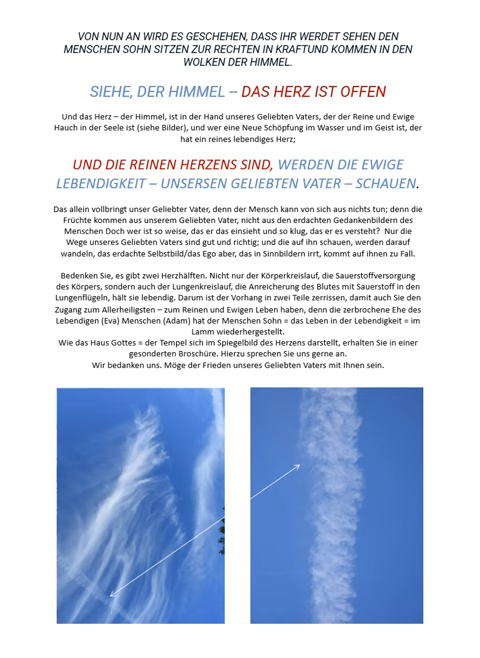 VON NUN AN WIRD ES GESCHEHEN, DASS IHR WERDET SEHEN DEN
MENSCHEN SOHN SITZEN ZUR RECHTEN IN KRAFTUND KOMMEN IN DEN
WOLKEN DER HIMMEL.
SIEHE, DER HIMMEL – DAS HERZ IST OFFEN
Und das Herz – der Himmel, ist in der Hand unseres Geliebten Vaters, der der Reine und Ewige
Hauch in der Seele ist (siehe Bilder), und wer eine Neue Schöpfung im Wasser und im Geist ist, der
hat ein reines lebendiges Herz;
UND DIE REINEN HERZENS SIND, WERDEN DIE EWIGE
LEBENDIGKEIT – UNSERSEN GELIEBTEN VATER – SCHAUEN.
Das allein vollbringt unser Geliebter Vater, denn der Mensch kann von sich aus nichts tun; denn die
Früchte kommen aus unserem Geliebten Vater, nicht aus den erdachten Gedankenbildern des
Menschen Doch wer ist so weise, das er das einsieht und so klug, das er es versteht? Nur die
Wege unseres Geliebten Vaters sind gut und richtig; und die auf ihn schauen, werden darauf
wandeln, das erdachte Selbstbild/das Ego aber, das in Sinnbildern irrt, kommt auf ihnen zu Fall.
Bedenken Sie, es gibt zwei Herzhälften. Nicht nur der Körperkreislauf, die Sauerstoffversorgung
des Körpers, sondern auch der Lungenkreislauf, die Anreicherung des Blutes mit Sauerstoff in den
Lungenflügeln, hält sie lebendig. Darum ist der Vorhang in zwei Teile zerrissen, damit auch Sie den
Zugang zum Allerheiligsten – zum Reinen und Ewigen Leben haben, denn die zerbrochene Ehe des
Lebendigen (Eva) Menschen (Adam) hat der Menschen Sohn = das Leben in der Lebendigkeit = im
Lamm wiederhergestellt.
Wie das Haus Gottes = der Tempel sich im Spiegelbild des Herzens darstellt, erhalten Sie in einer
gesonderten Broschüre. Hierzu sprechen Sie uns gerne an.
Wir bedanken uns. Möge der Frieden unseres Geliebten Vaters mit Ihnen sein.